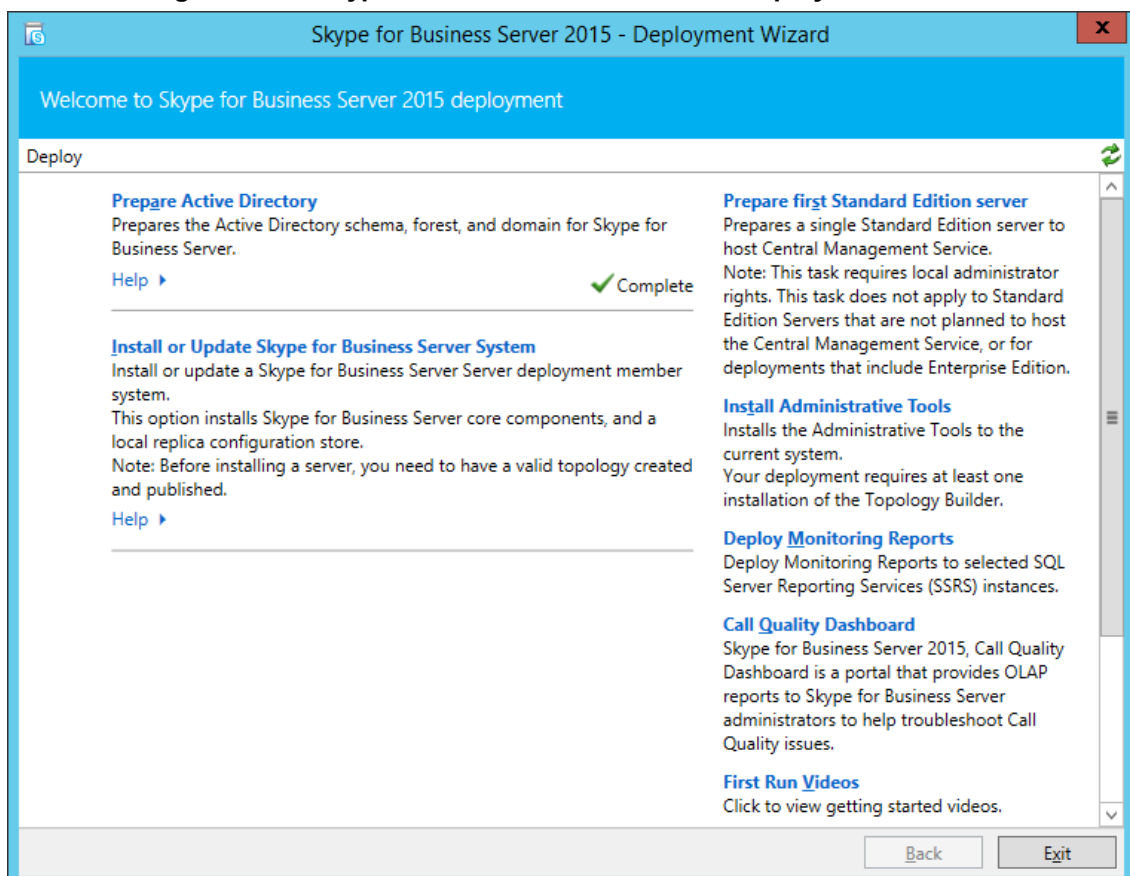 Skype for Business Server 2015 - Deployment Wizard
x
Welcome to Skype for Business Server 2015 deployment
Deploy
Prepare Active Directory
Prepares the Active Directory schema, forest, and domain for Skype for
Business Server.
Help
Complete
Install or Update Skype for Business Server System
Install or update a Skype for Business Server Server deployment member
system.
This option installs Skype for Business Server core components, and a
local replica configuration store.
Note: Before installing a server, you need to have a valid topology created
and published.
Help
Prepare first Standard Edition server
Prepares a single Standard Edition server to
host Central Management Service.
Note: This task requires local administrator
rights. This task does not apply to Standard
Edition Servers that are not planned to host
the Central Management Service, or for
deployments that include Enterprise Edition.
Install Administrative Tools
Installs the Administrative Tools to the
current system.
Your deployment requires at least one
installation of the Topology Builder.
Deploy Monitoring Reports
Deploy Monitoring Reports to selected SQL
Server Reporting Services (SSRS) instances.
Call Quality Dashboard
Skype for Business Server 2015, Call Quality
Dashboard is a portal that provides OLAP
reports to Skype for Business Server
administrators to help troubleshoot Call
Quality issues.
First Run Videos
Click to view getting started videos.
Back
Exit